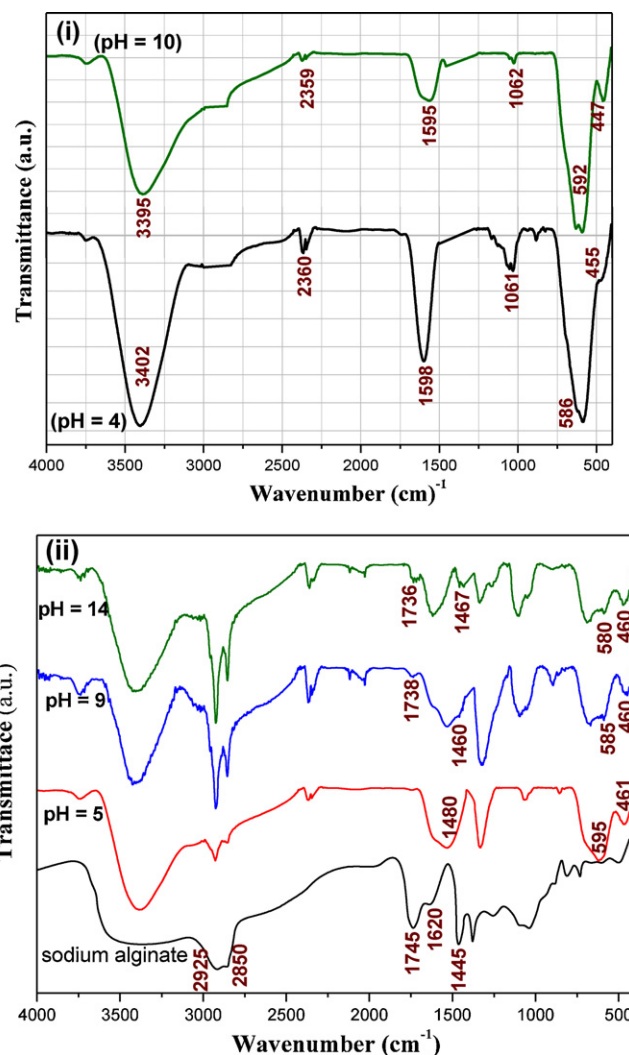 (i)
(pH = 10)
2359
1062
1595
447
592
3395
2360
455
1061
3402
1598
586
(pH = 4)
Transmittance (a.u.)
4000 3500 3000 2500 2000 1500 1000 500
Wavenumber (cm)-1
(ii)
pH = 14
1736
1467
580
460
pH = 9
1738
1460
585
460
pH = 5
1480
461
595
sodium alginate
2925
2850
1745
1620
1445
Transmittace (a.u.)
4000 3500 3000 2500 2000 1500 1000 500
Wavenumber (cm-1)